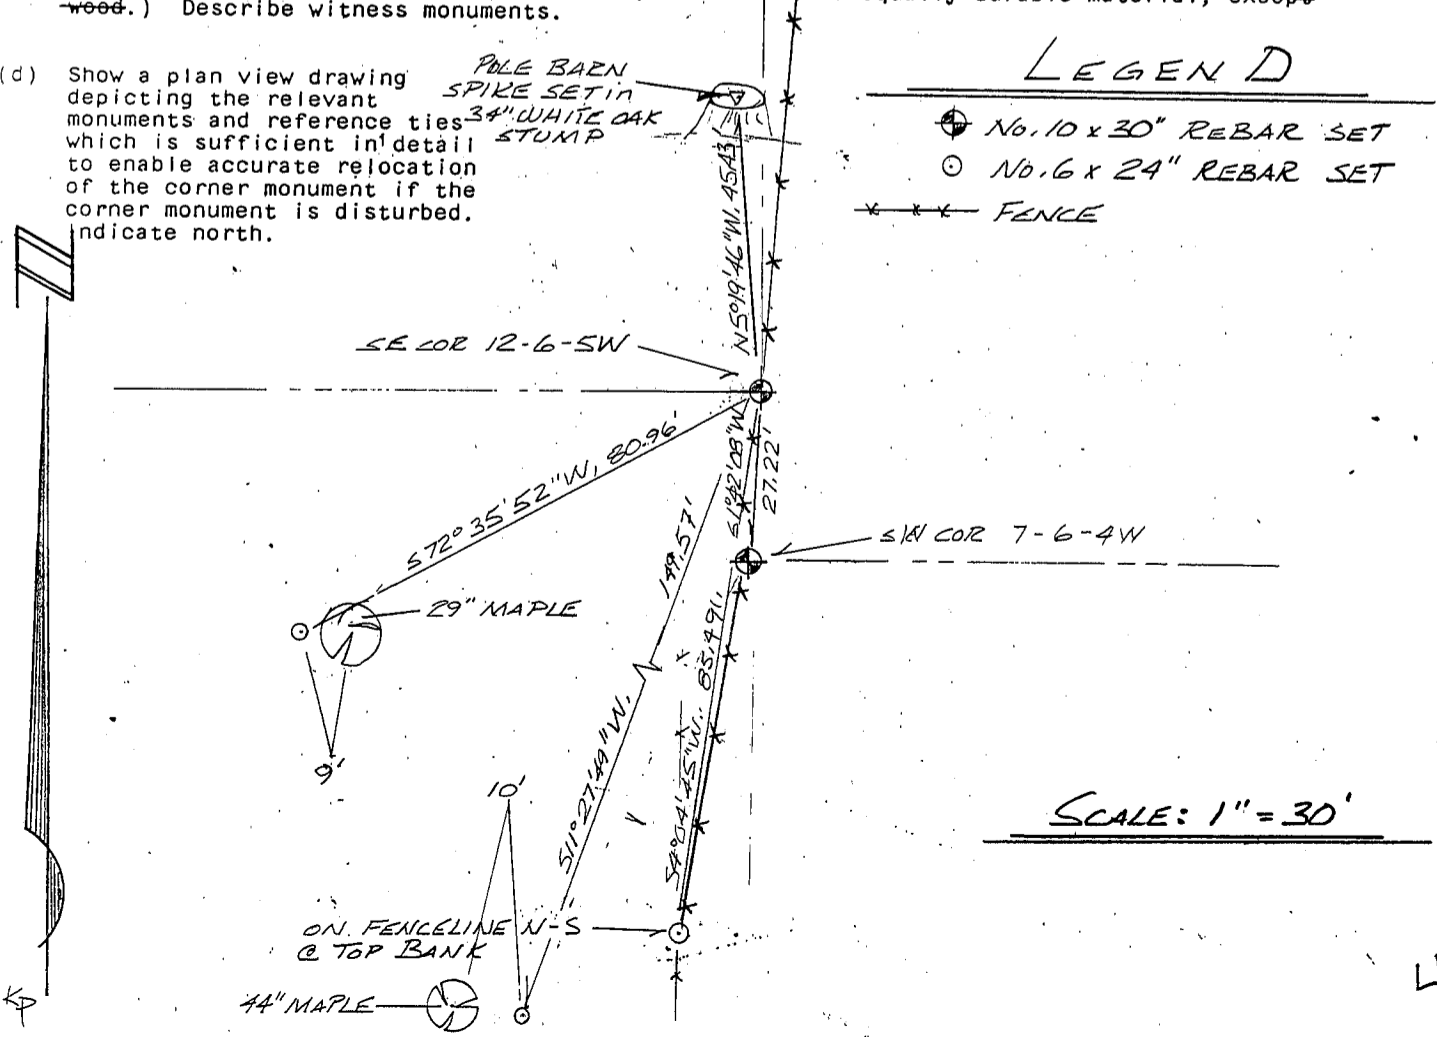 wood.) Describe witness monuments.
(d) Show a plan view drawing
depicting the relevant
monuments and reference ties
which is sufficient in detail
to enable accurate relocation
of the corner monument if the
corner monument is disturbed.
Indicate north.
POLE BARN
SPIKE SET in
34" WHITE OAK
STUMP
LEGEND
No. 10 x 30" REBAR SET
No. 6 x 24" REBAR SET
FENCE
N5°19'46"W, 45.43'
SE COR 12-6-5W
S72°35'52"W, 80.96'
S1°42'08"W
27.22'
SW COR 7-6-4W
29" MAPLE
9'
149.57'
S11°27'49"W,
S4°04'45"W, 83.49'
10'
SCALE: 1" = 30'
ON FENCELINE N-S
@ TOP BANK
44" MAPLE
KP